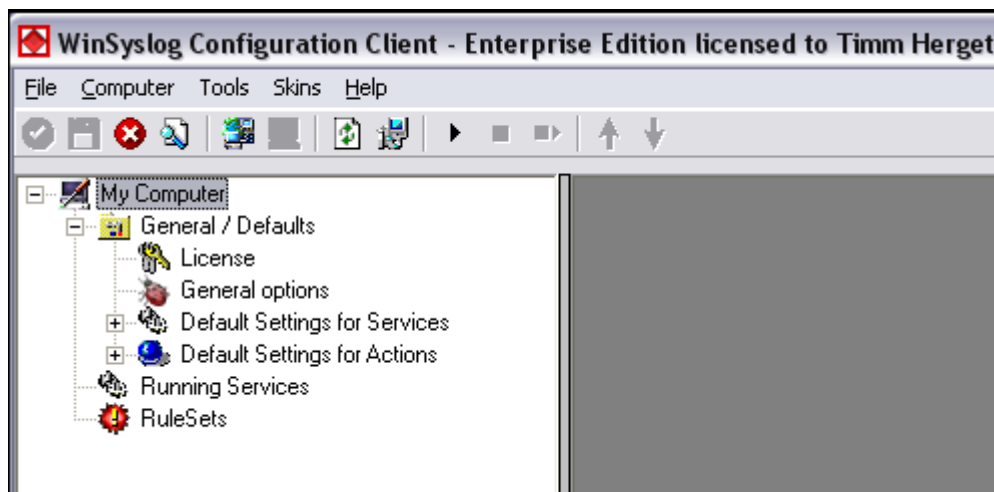 WinSyslog Configuration Client - Enterprise Edition licensed to Timm Herget
File Computer Tools Skins Help
My Computer
General / Defaults
License
General options
Default Settings for Services
Default Settings for Actions
Running Services
RuleSets